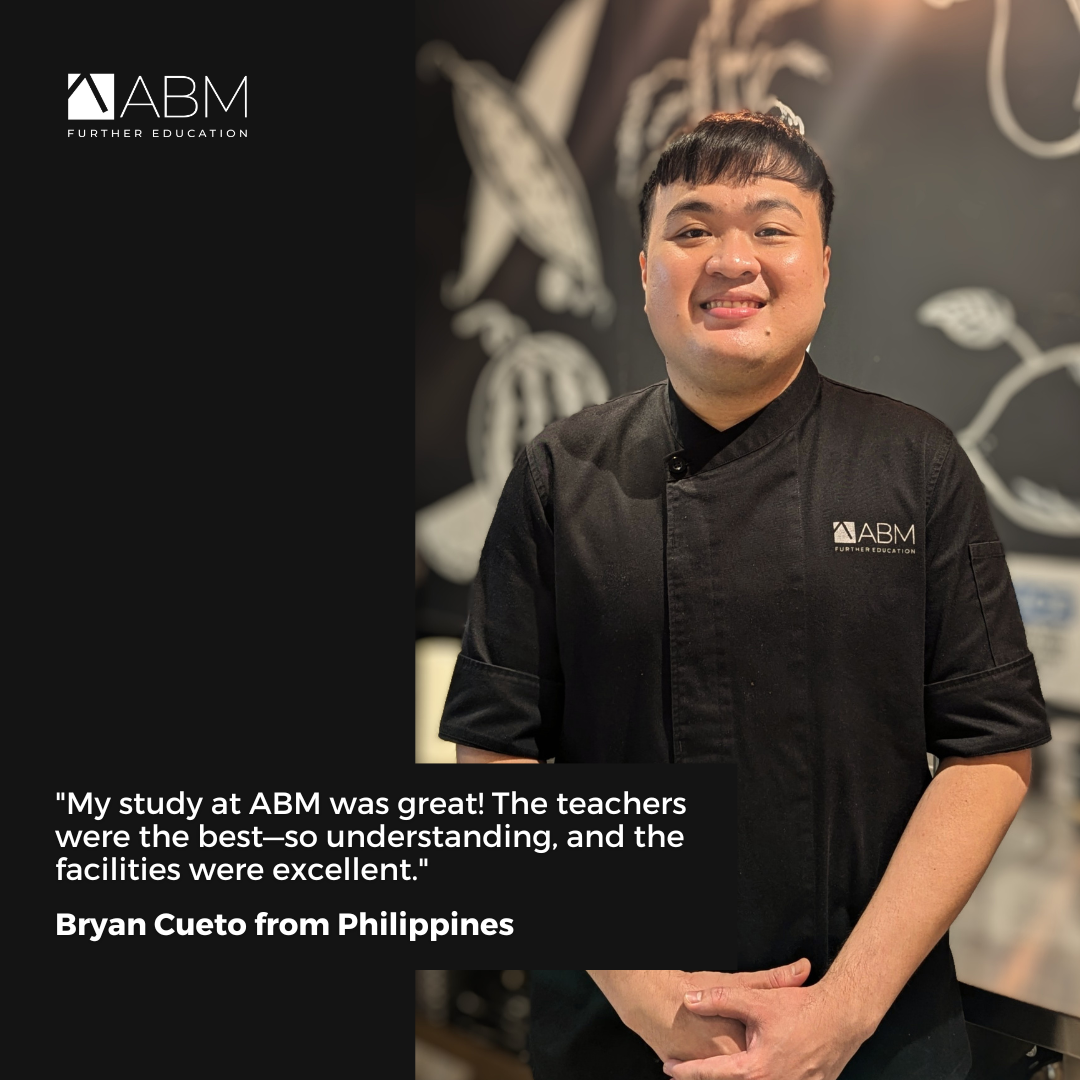 ABM
FURTHER EDUCATION
ABM
FURTHER EDUCATION
"My study at ABM was great! The teachers
were the best—so understanding, and the
facilities were excellent."
Bryan Cueto from Philippines